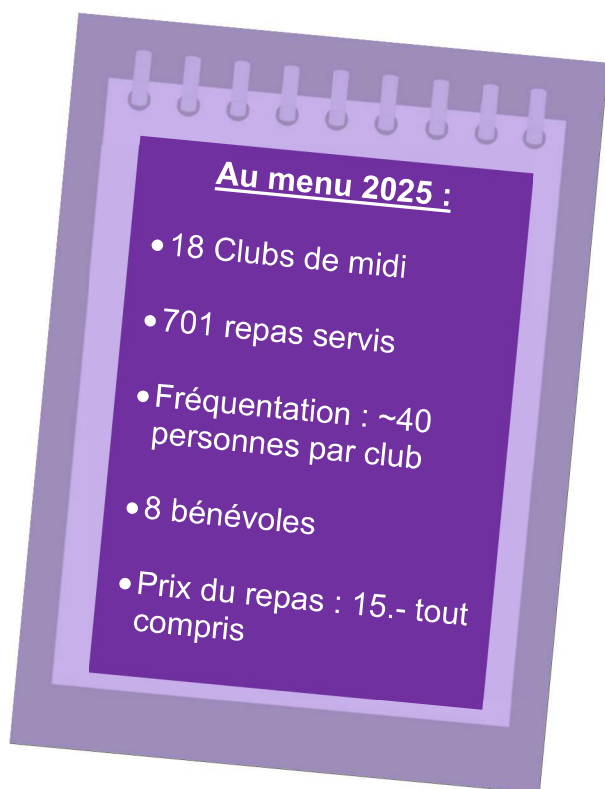 Au menu 2025 :
• 18 Clubs de midi
• 701 repas servis
• Fréquentation : ~40
personnes par club
• 8 bénévoles
• Prix du repas : 15.- tout
compris